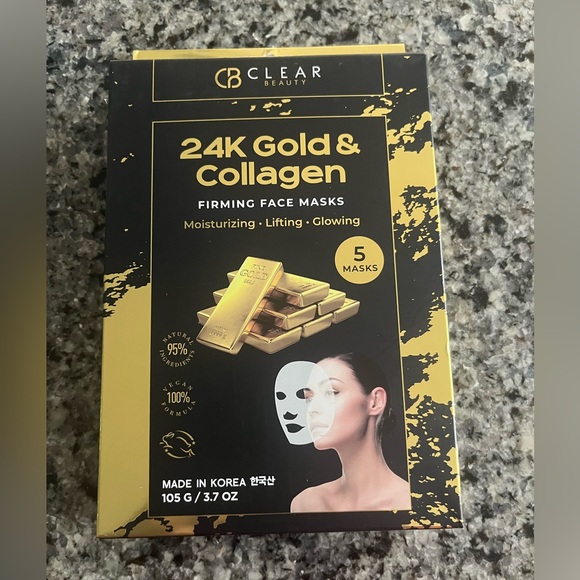 CB CLEAR
BEAUTY
24K Gold &
Collagen
FIRMING FACE MASKS
Moisturizing • Lifting • Glowing
5
MASKS
GOLD
NATURAL
95%
INGREDIENTS
VEGAN
100%
FORMULA
MADE IN KOREA 한국산
105 G / 3.7 OZ